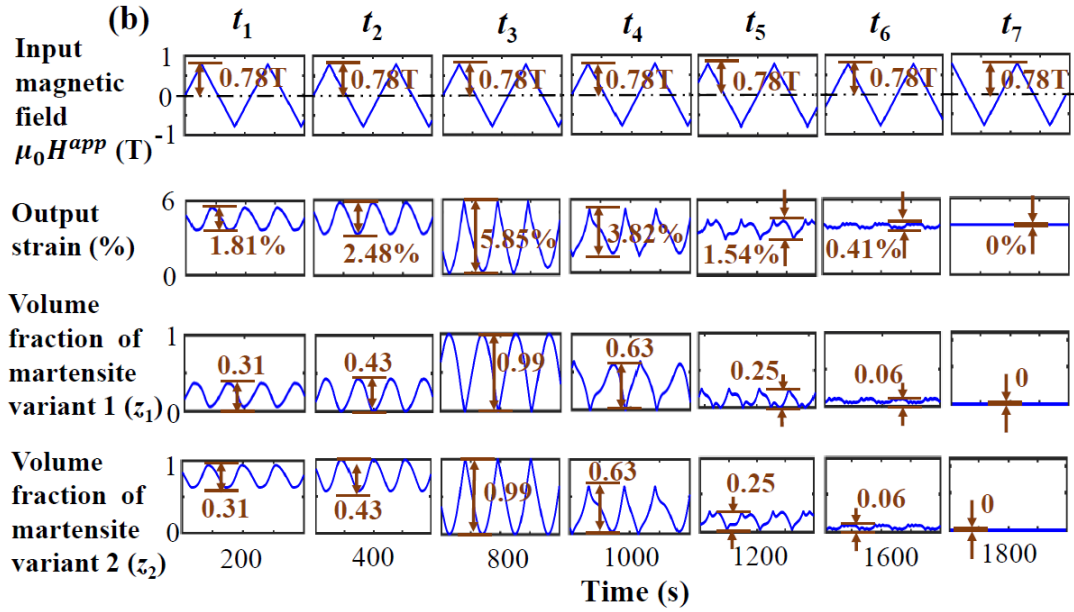 (b) t1 t2 t3 t4 t5 t6 t7
Input
magnetic
field
μ0H^app (T)
1
0
-1
0.78T 0.78T 0.78T 0.78T 0.78T 0.78T 0.78T
Output
strain (%)
6
0
1.81% 2.48% 5.85% 3.82% 1.54% 0.41% 0%
Volume
fraction of
martensite
variant 1 (z1)
1
0
0.31 0.43 0.99 0.63 0.25 0.06 0
Volume
fraction of
martensite
variant 2 (z2)
1
0
0.31 0.43 0.99 0.63 0.25 0.06 0
200 400 800 1000 1200 1600 1800
Time (s)